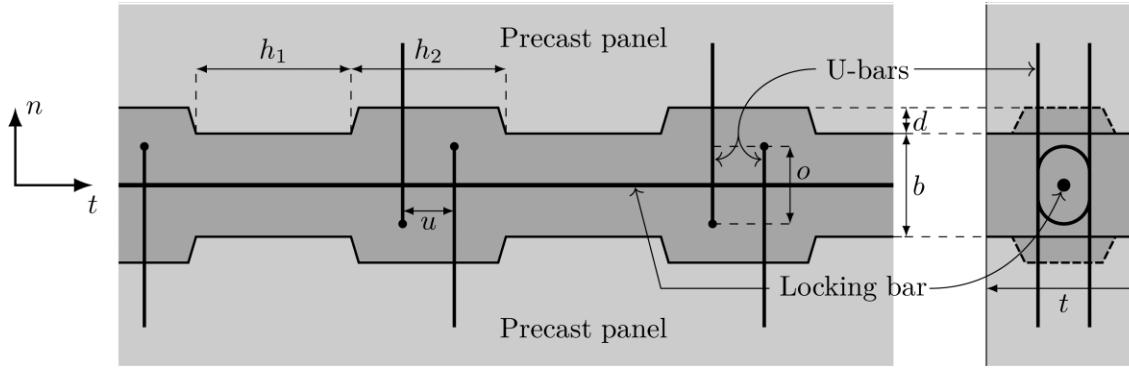 Precast panel
h₁
h₂
U-bars
n
d
o
b
t
u
Locking bar
t
Precast panel